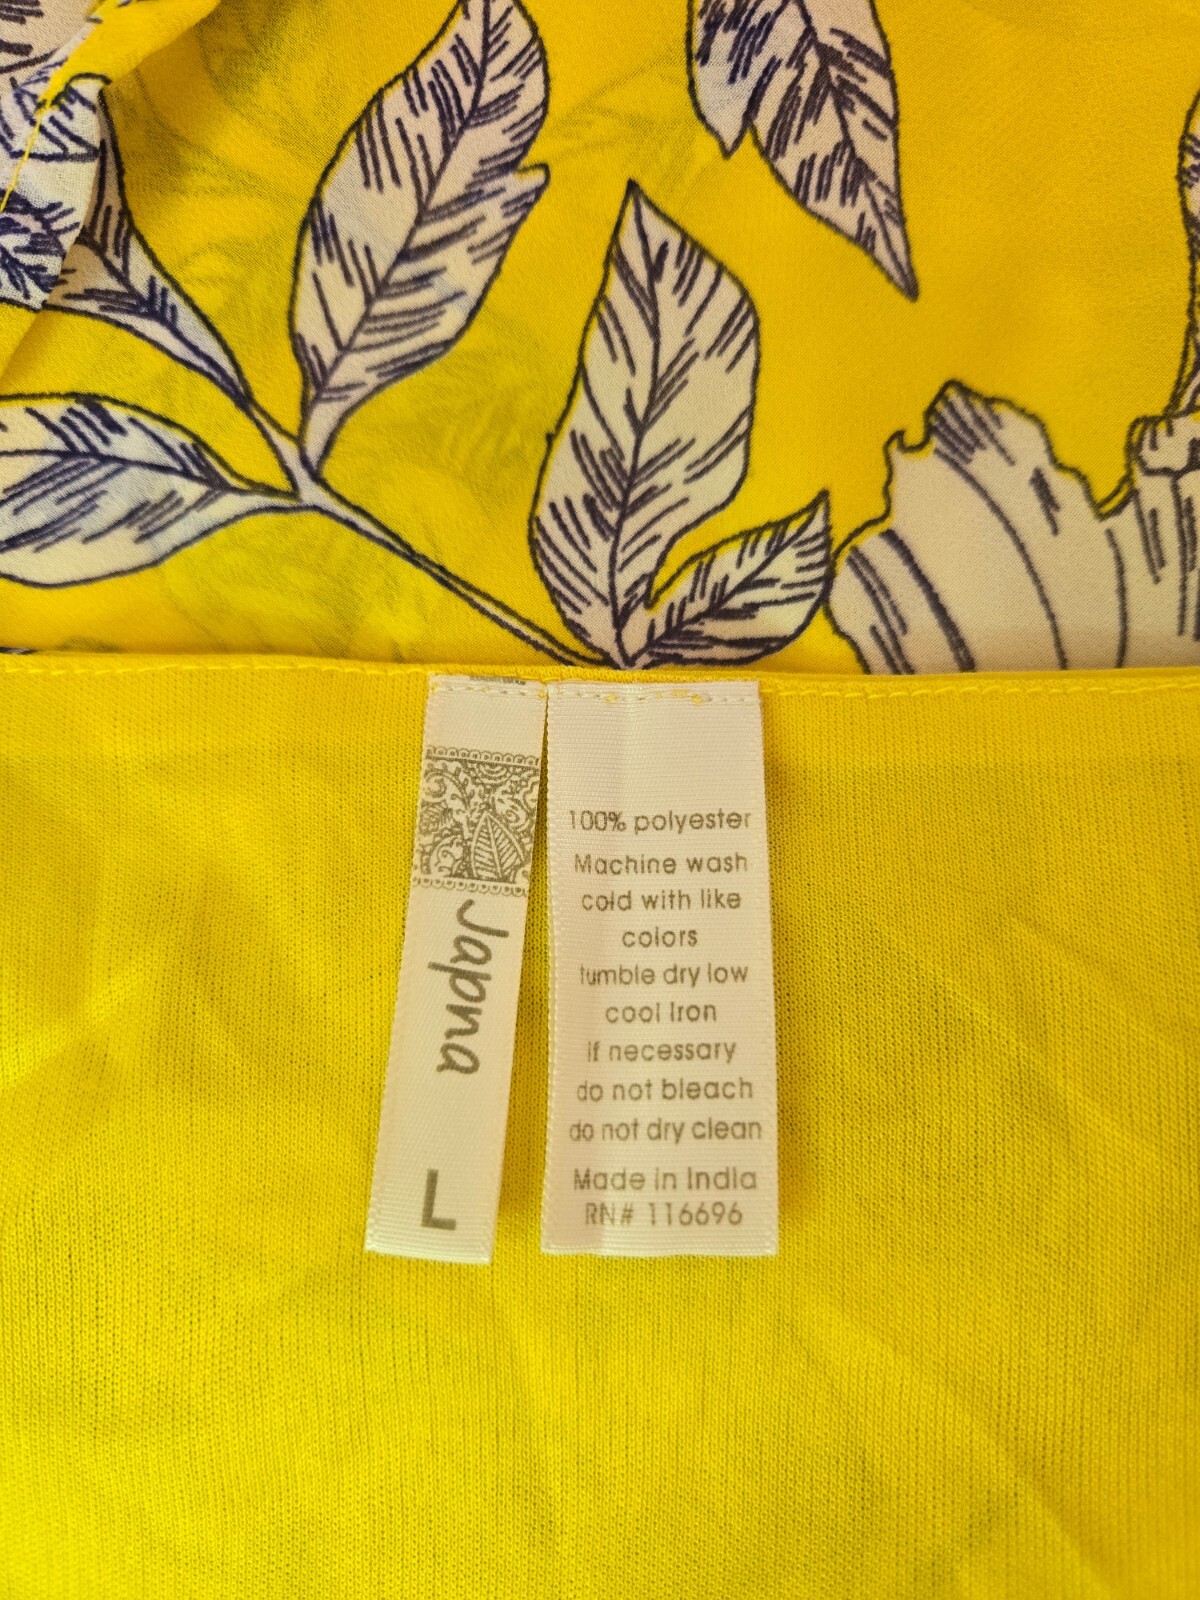 Japna
L
100% polyester
Machine wash
cold with like
colors
tumble dry low
cool Iron
if necessary
do not bleach
do not dry clean
Made in India
RN# 116696